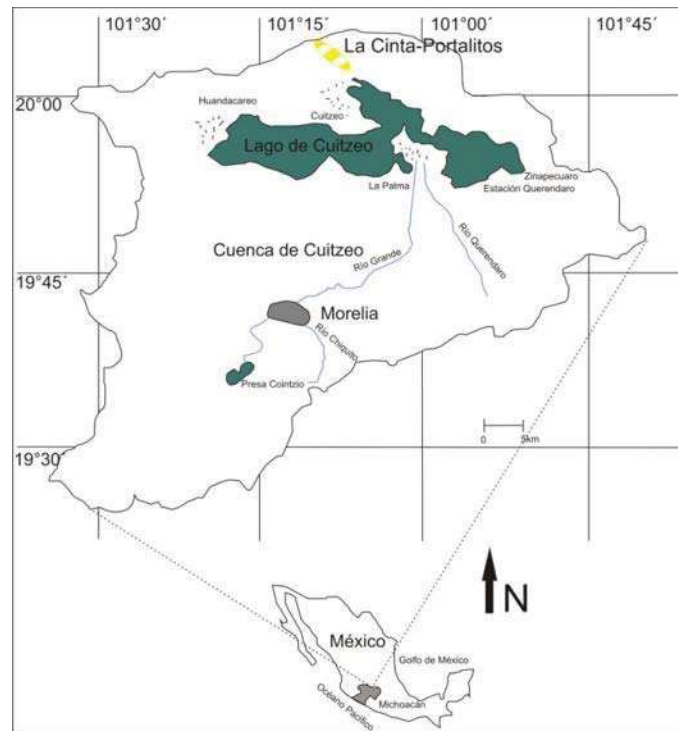 101°30´ 101°15´ 101°00´ 101°45´
La Cinta-Portalitos
20°00´
Huandacareo
Cuitzeo
Lago de Cuitzeo
Zinapecuaro
La Palma
Estación Querendaro
Cuenca de Cuitzeo
Río Grande
Río Querendaro
19°45´
Morelia
Río Chiquito
Presa Cointzio
0 5km
19°30´
N
México
Golfo de México
Michoacán
Océano Pacífico